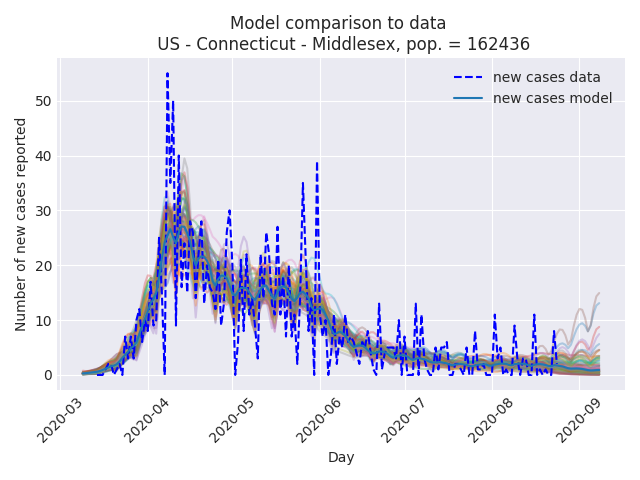 Model comparison to data
US - Connecticut - Middlesex, pop. = 162436
new cases data
new cases model
Number of new cases reported
50
40
30
20
10
0
2020-03
2020-04
2020-05
2020-06
2020-07
2020-08
2020-09
Day